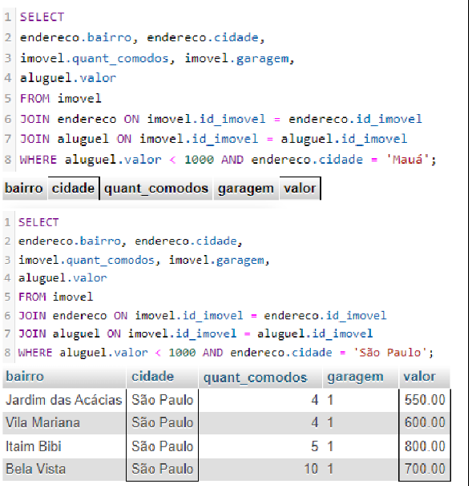 1 SELECT
2 endereco.bairro, endereco.cidade,
3 imovel.quant_comodos, imovel.garagem,
4 aluguel.valor
5 FROM imovel
6 JOIN endereco ON imovel.id_imovel = endereco.id_imovel
7 JOIN aluguel ON imovel.id_imovel = aluguel.id_imovel
8 WHERE aluguel.valor < 1000 AND endereco.cidade = 'Mauá';
bairro cidade quant_comodos garagem valor
1 SELECT
2 endereco.bairro, endereco.cidade,
3 imovel.quant_comodos, imovel.garagem,
4 aluguel.valor
5 FROM imovel
6 JOIN endereco ON imovel.id_imovel = endereco.id_imovel
7 JOIN aluguel ON imovel.id_imovel = aluguel.id_imovel
8 WHERE aluguel.valor < 1000 AND endereco.cidade = 'São Paulo';
bairro cidade quant_comodos garagem valor
Jardim das Acácias São Paulo 4 1 550.00
Vila Mariana São Paulo 4 1 600.00
Itaim Bibi São Paulo 5 1 800.00
Bela Vista São Paulo 10 1 700.00